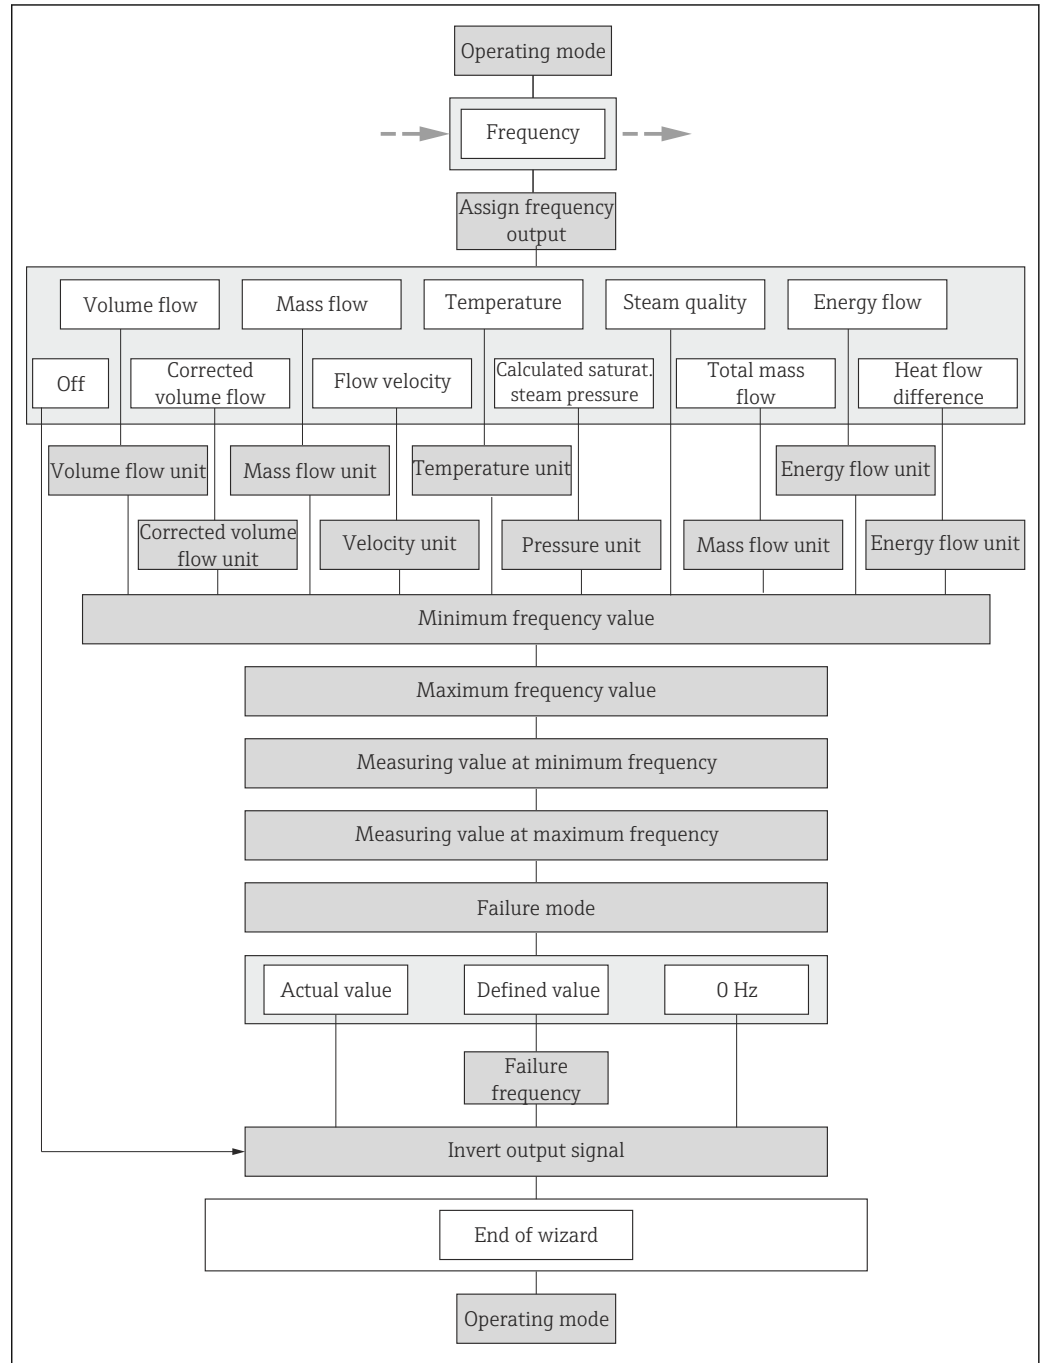 Operating mode
Frequency
Assign frequency
output
Volume flow
Mass flow
Temperature
Steam quality
Energy flow
Off
Corrected
volume flow
Flow velocity
Calculated saturat.
steam pressure
Total mass
flow
Heat flow
difference
Volume flow unit
Mass flow unit
Temperature unit
Energy flow unit
Corrected volume
flow unit
Velocity unit
Pressure unit
Mass flow unit
Energy flow unit
Minimum frequency value
Maximum frequency value
Measuring value at minimum frequency
Measuring value at maximum frequency
Failure mode
Actual value
Defined value
0 Hz
Failure
frequency
Invert output signal
End of wizard
Operating mode